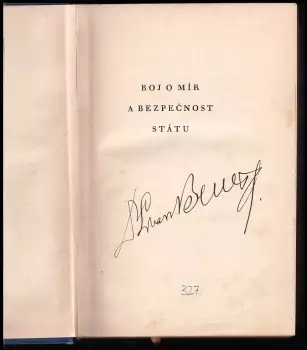 BOJ O MÍR
A BEZPEČNOST
STÁTU
327.